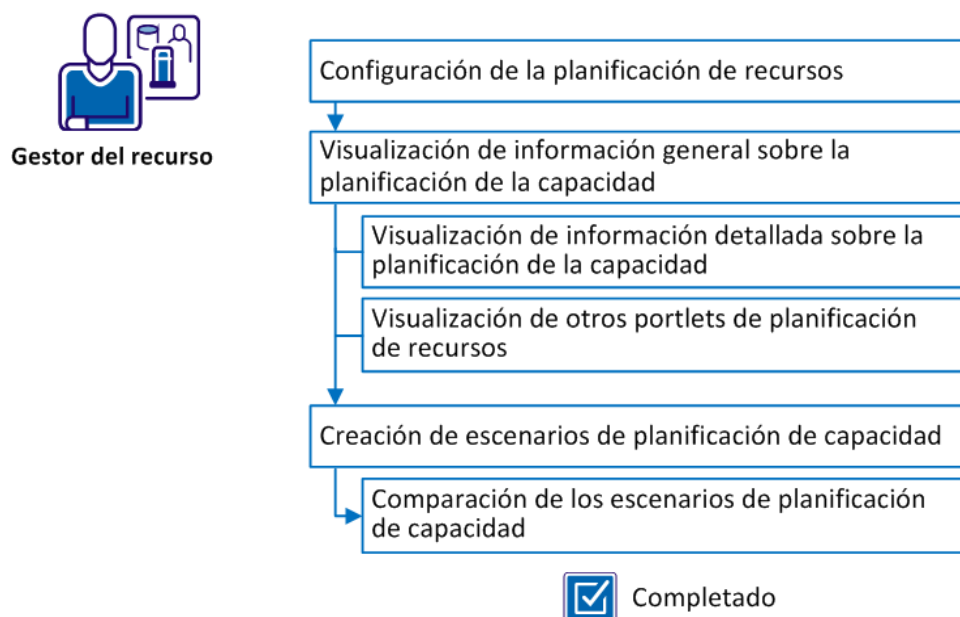 Gestor del recurso
Configuración de la planificación de recursos
Visualización de información general sobre la
planificación de la capacidad
Visualización de información detallada sobre la
planificación de la capacidad
Visualización de otros portlets de planificación
de recursos
Creación de escenarios de planificación de capacidad
Comparación de los escenarios de planificación
de capacidad
Completado